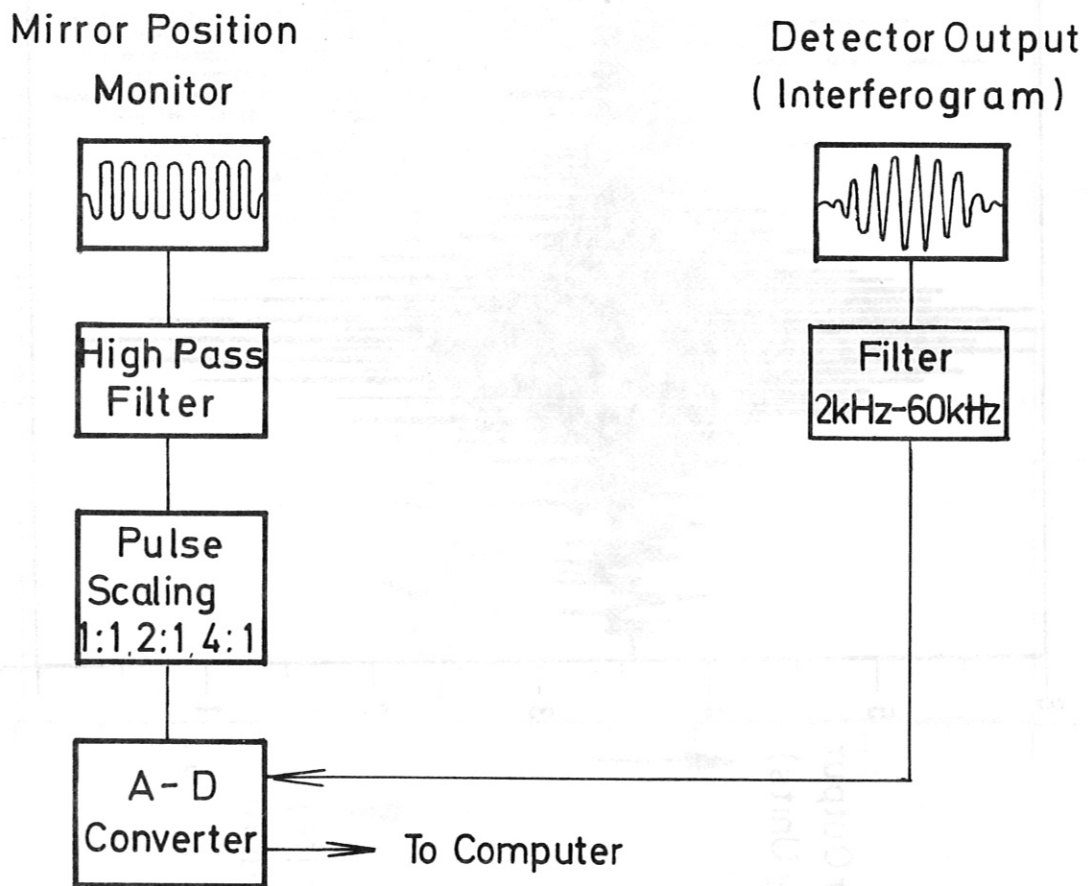 Mirror Position
Monitor
Detector Output
( Interferogram )
High Pass
Filter
Filter
2kHz-60kHz
Pulse
Scaling
1:1, 2:1, 4:1
A-D
Converter
To Computer